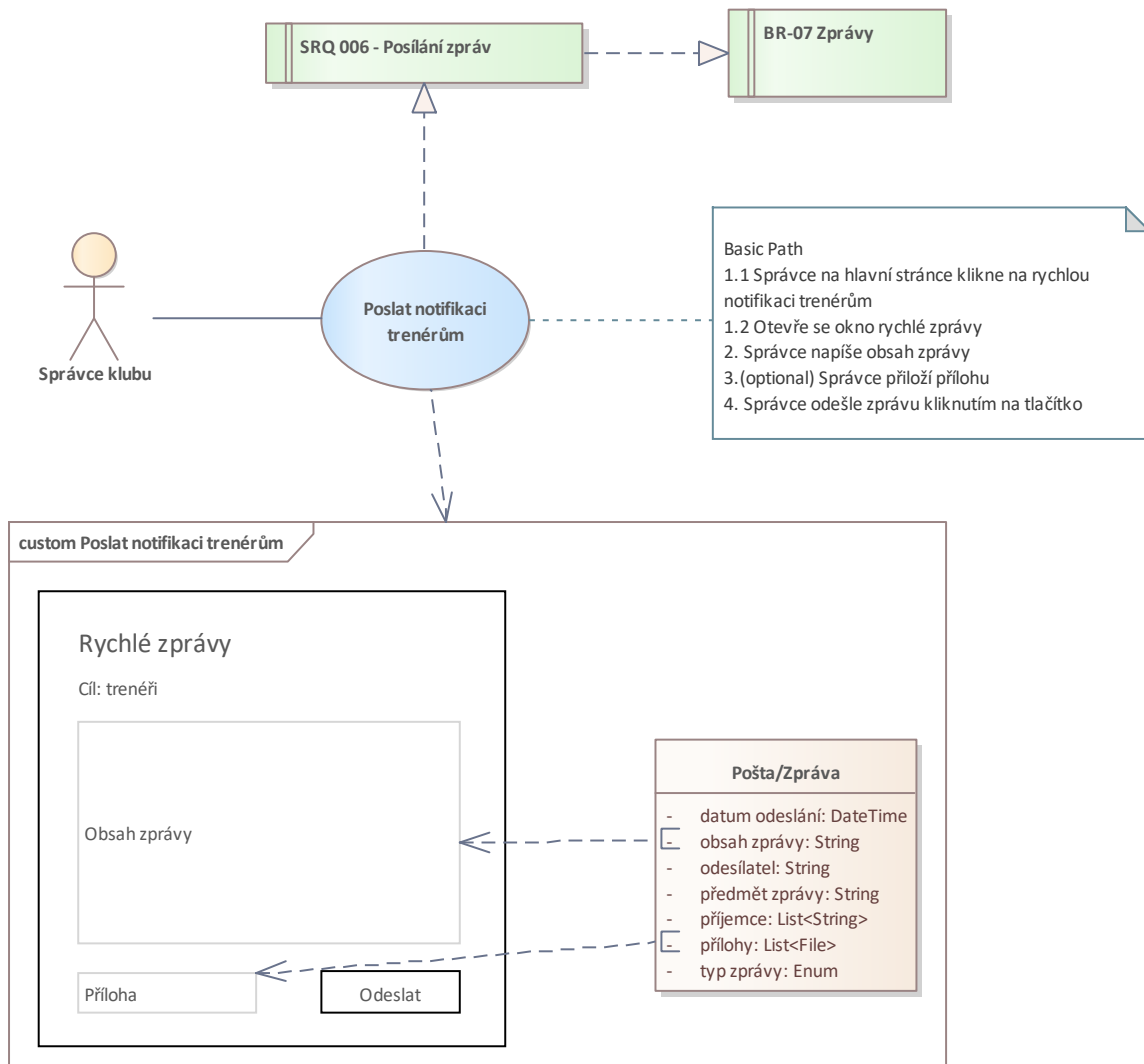 SRQ 006 - Posílání zpráv
BR-07 Zprávy
Správce klubu
Poslat notifikaci
trenérům
Basic Path
1.1 Správce na hlavní stránce klikne na rychlou
notifikaci trenérům
1.2 Otevře se okno rychlé zprávy
2. Správce napíše obsah zprávy
3.(optional) Správce přiloží přílohu
4. Správce odešle zprávu kliknutím na tlačítko
custom Poslat notifikaci trenérům
Rychlé zprávy
Cíl: trenéři
Obsah zprávy
Příloha
Odeslat
Pošta/Zpráva
- datum odeslání: DateTime
- obsah zprávy: String
- odesílatel: String
- předmět zprávy: String
- příjemce: List<String>
- přílohy: List<File>
- typ zprávy: Enum